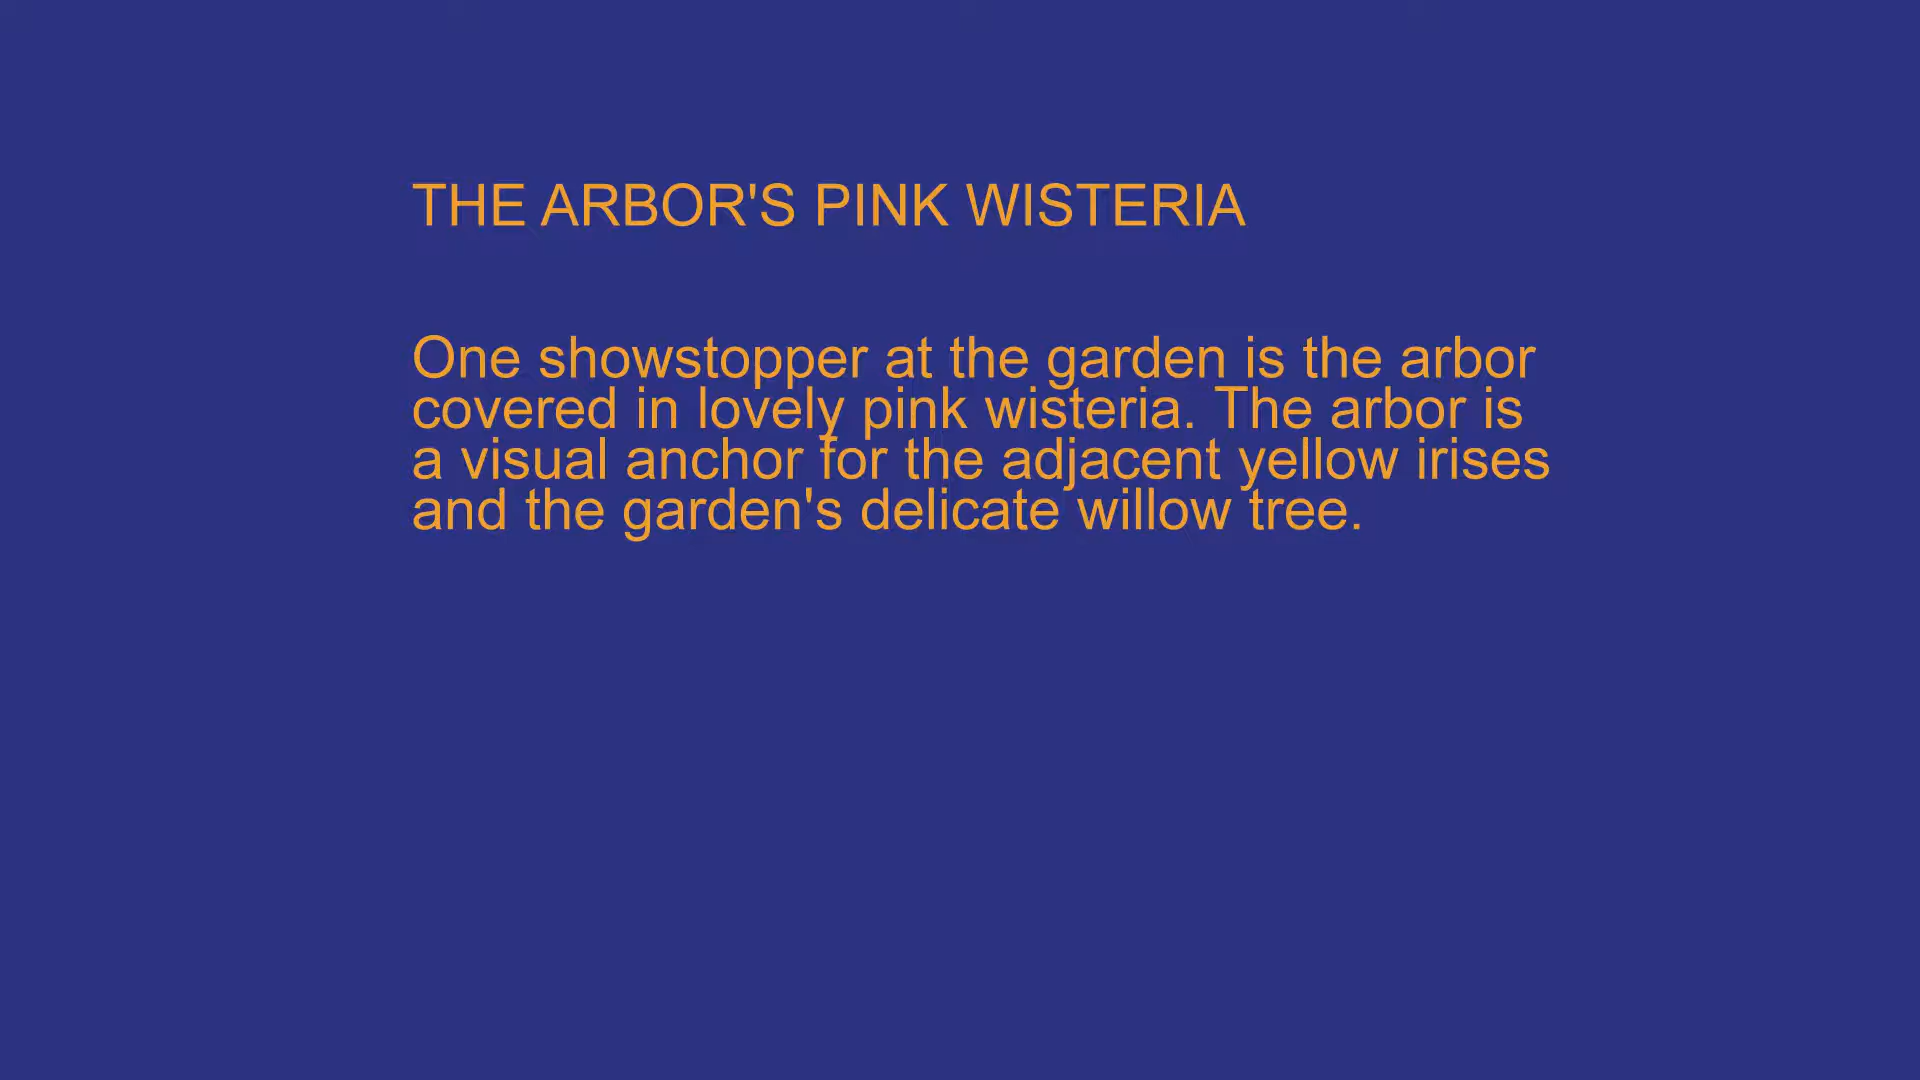 THE ARBOR'S PINK WISTERIA
One showstopper at the garden is the arbor
covered in lovely pink wisteria. The arbor is
a visual anchor for the adjacent yellow irises
and the garden's delicate willow tree.